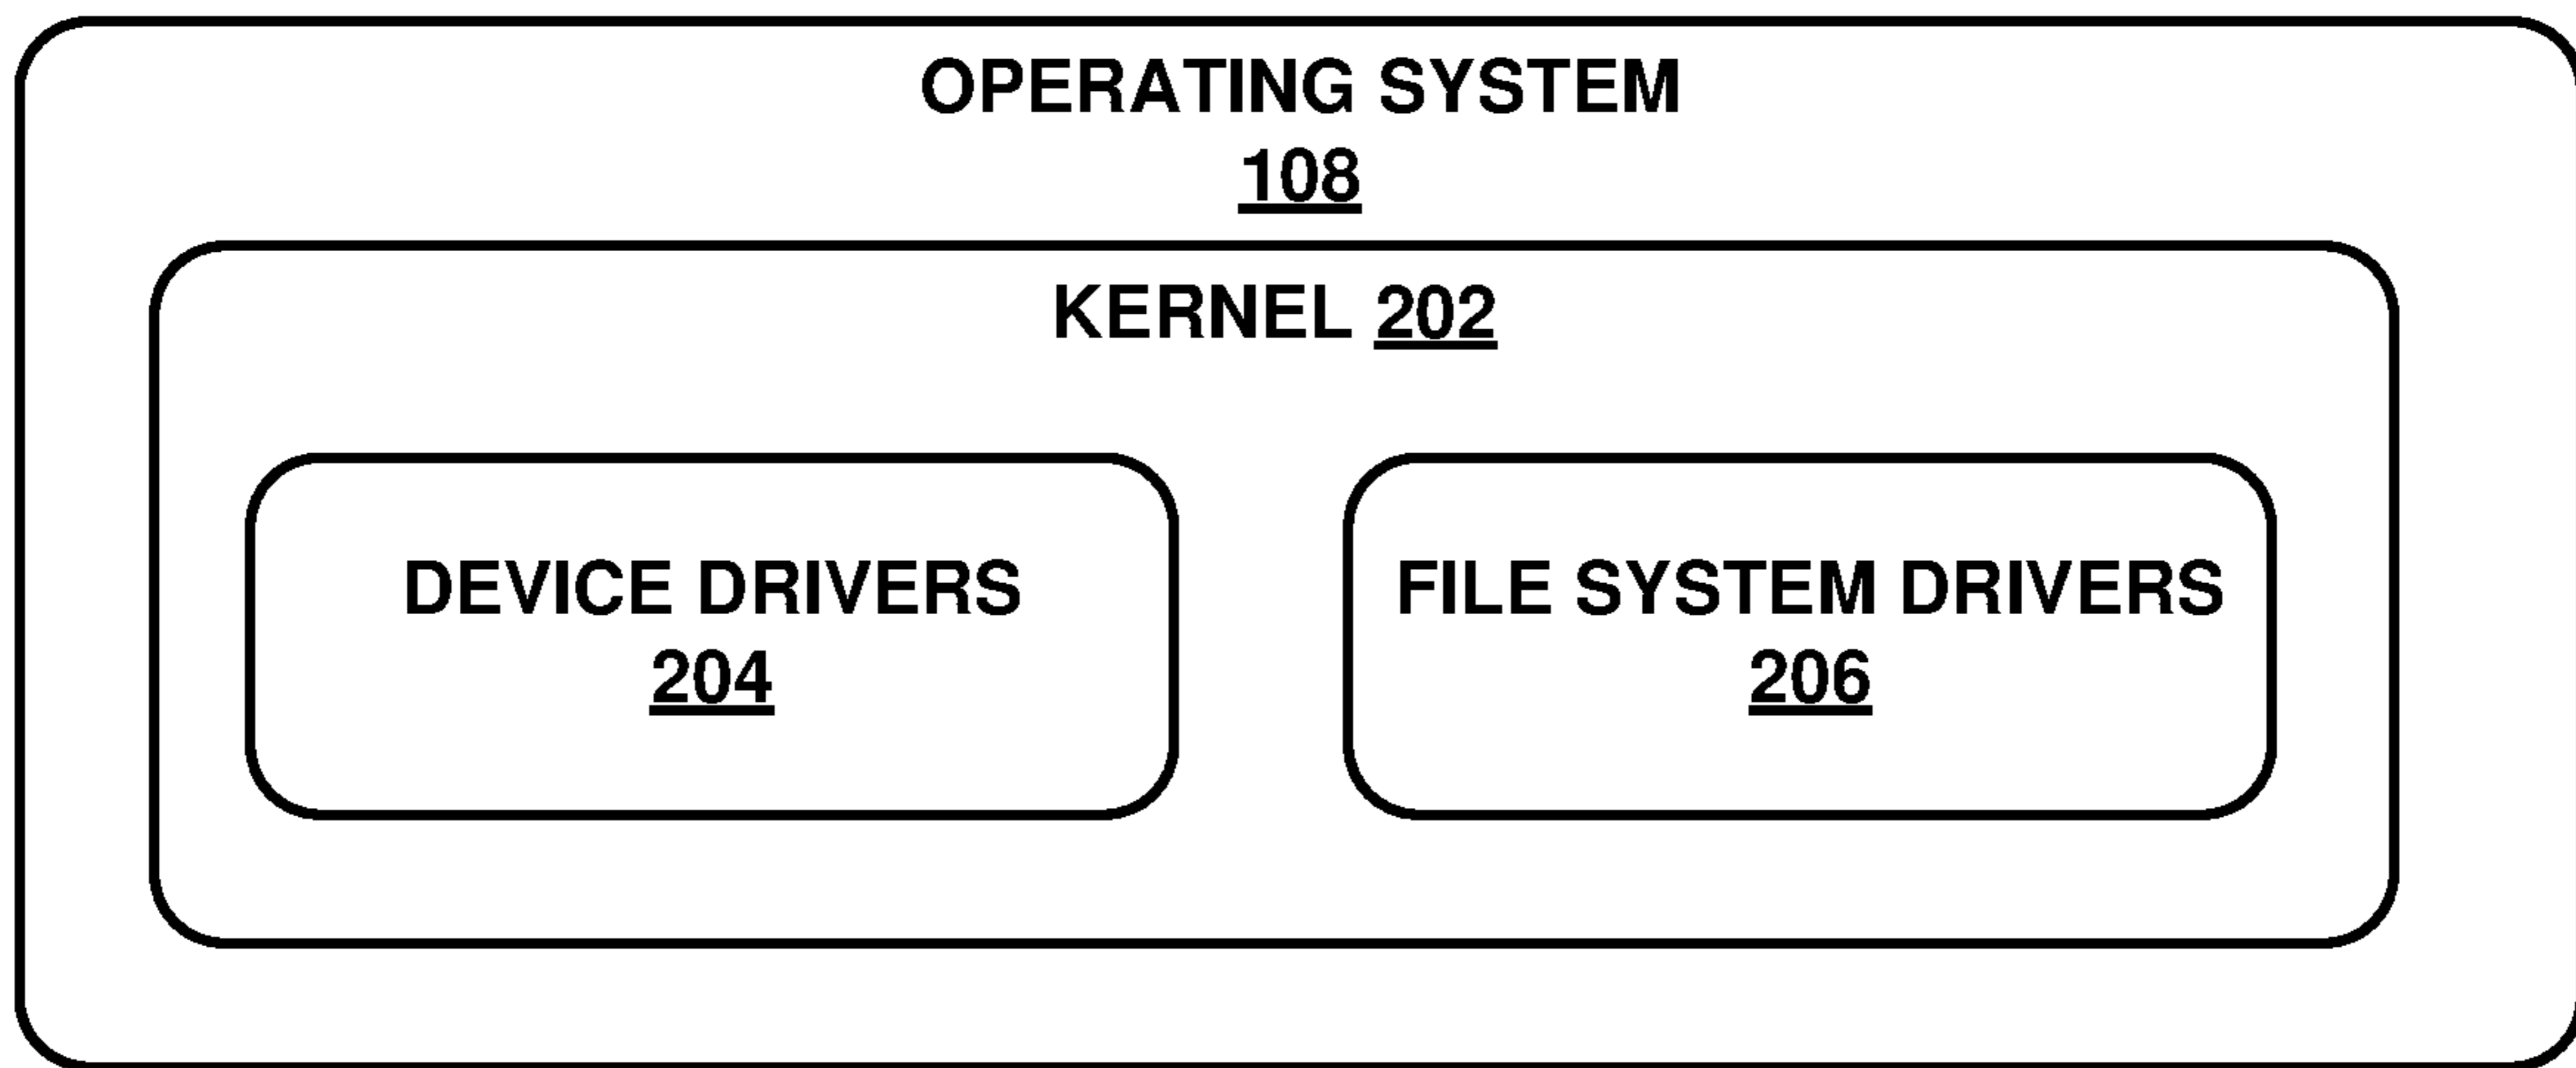 OPERATING SYSTEM
108
KERNEL 202
DEVICE DRIVERS
204
FILE SYSTEM DRIVERS
206